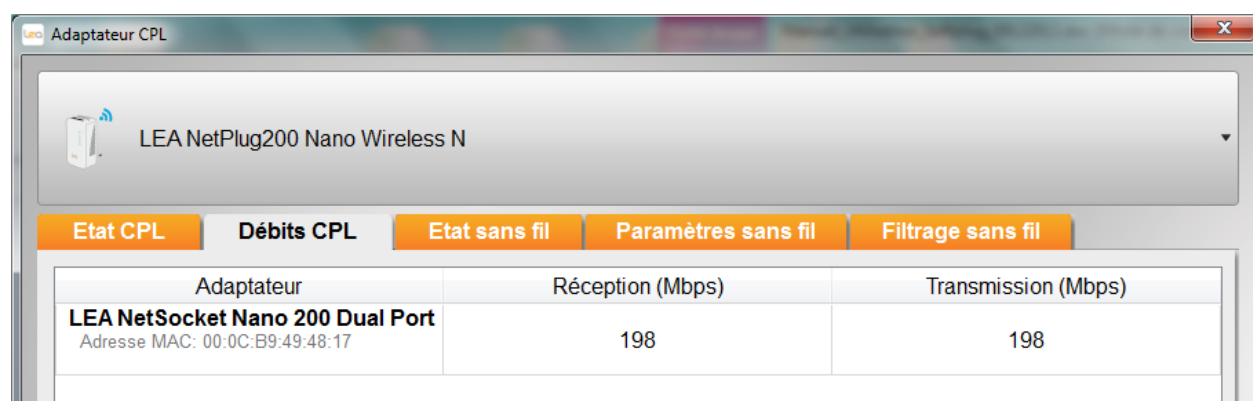 Lea Adaptateur CPL
LEA NetPlug200 Nano Wireless N
Etat CPL Débits CPL Etat sans fil Paramètres sans fil Filtrage sans fil
Adaptateur Réception (Mbps) Transmission (Mbps)
LEA NetSocket Nano 200 Dual Port
Adresse MAC: 00:0C:B9:49:48:17
198 198